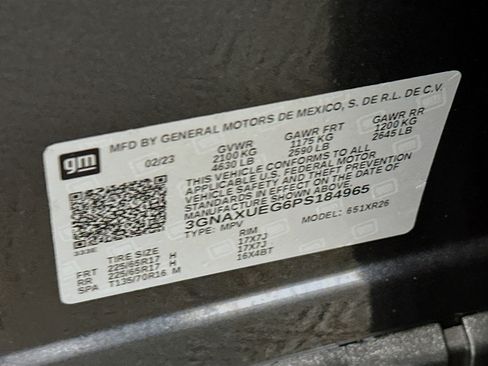 gm
MFD BY GENERAL MOTORS DE MEXICO, S. DE R.L. DE C.V.
02/23 GVWR GAWR FRT GAWR RR
2100 KG 1175 KG 1200 KG
4630 LB 2590 LB 2645 LB
THIS VEHICLE CONFORMS TO ALL
APPLICABLE U.S. FEDERAL MOTOR
VEHICLE SAFETY AND THEFT PREVENTION
STANDARDS IN EFFECT ON THE DATE OF
MANUFACTURE SHOWN ABOVE.
3GNAXUEG6PS184965
TYPE: MPV MODEL: 651XR26
333E
TIRE SIZE RIM
FRT 225/65R17 H 17X7J
RR 225/65R17 H 17X7J
SPA T135/70R16 M 16X4BT